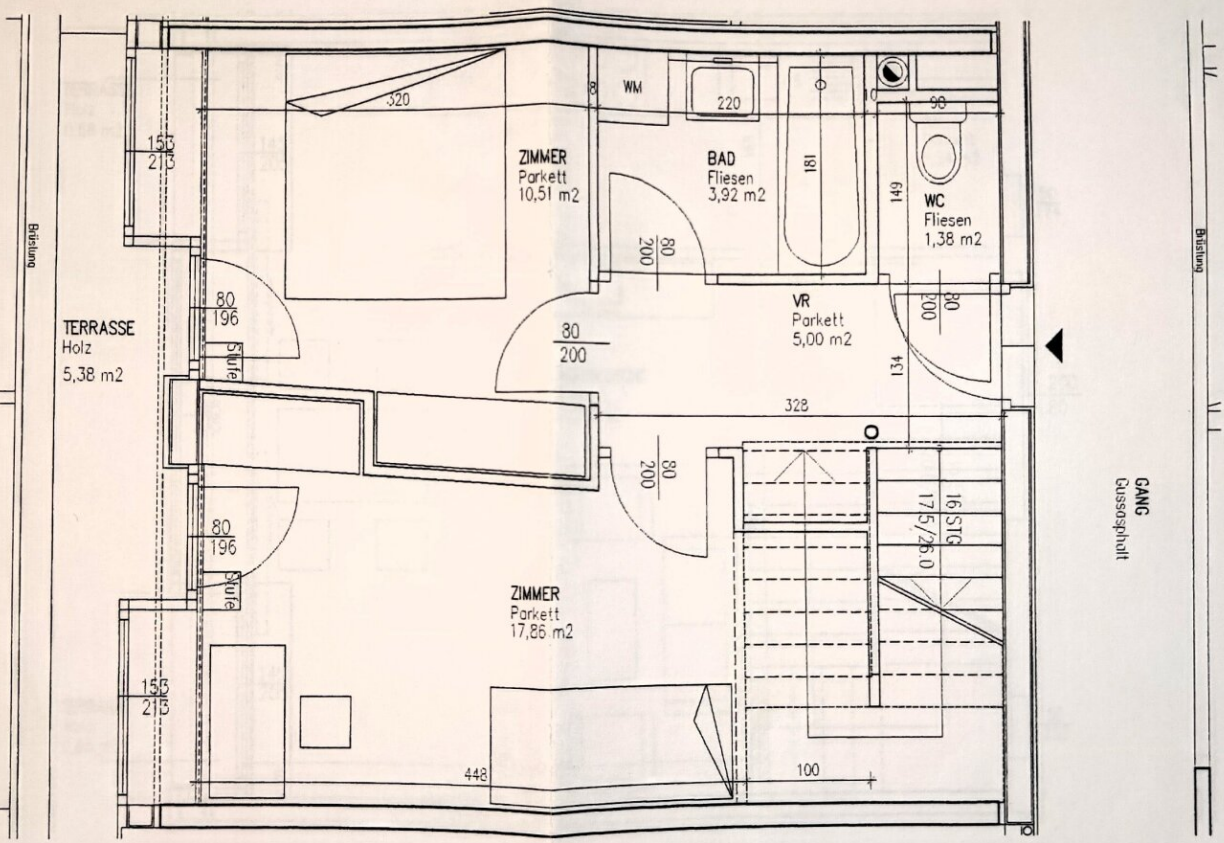 320
8
WM
220
10
90
153
213
ZIMMER
Parkett
10,51 m2
BAD
Fliesen
3,92 m2
181
149
WC
Fliesen
1,38 m2
Brüstung
Brüstung
80
200
80
196
Stufe
TERRASSE
Holz
5,38 m2
80
200
VR
Parkett
5,00 m2
80
200
134
328
80
200
16 STG
17.5/26.0
GANG
Gussasphalt
80
196
Stufe
ZIMMER
Parkett
17,86 m2
153
213
448
100